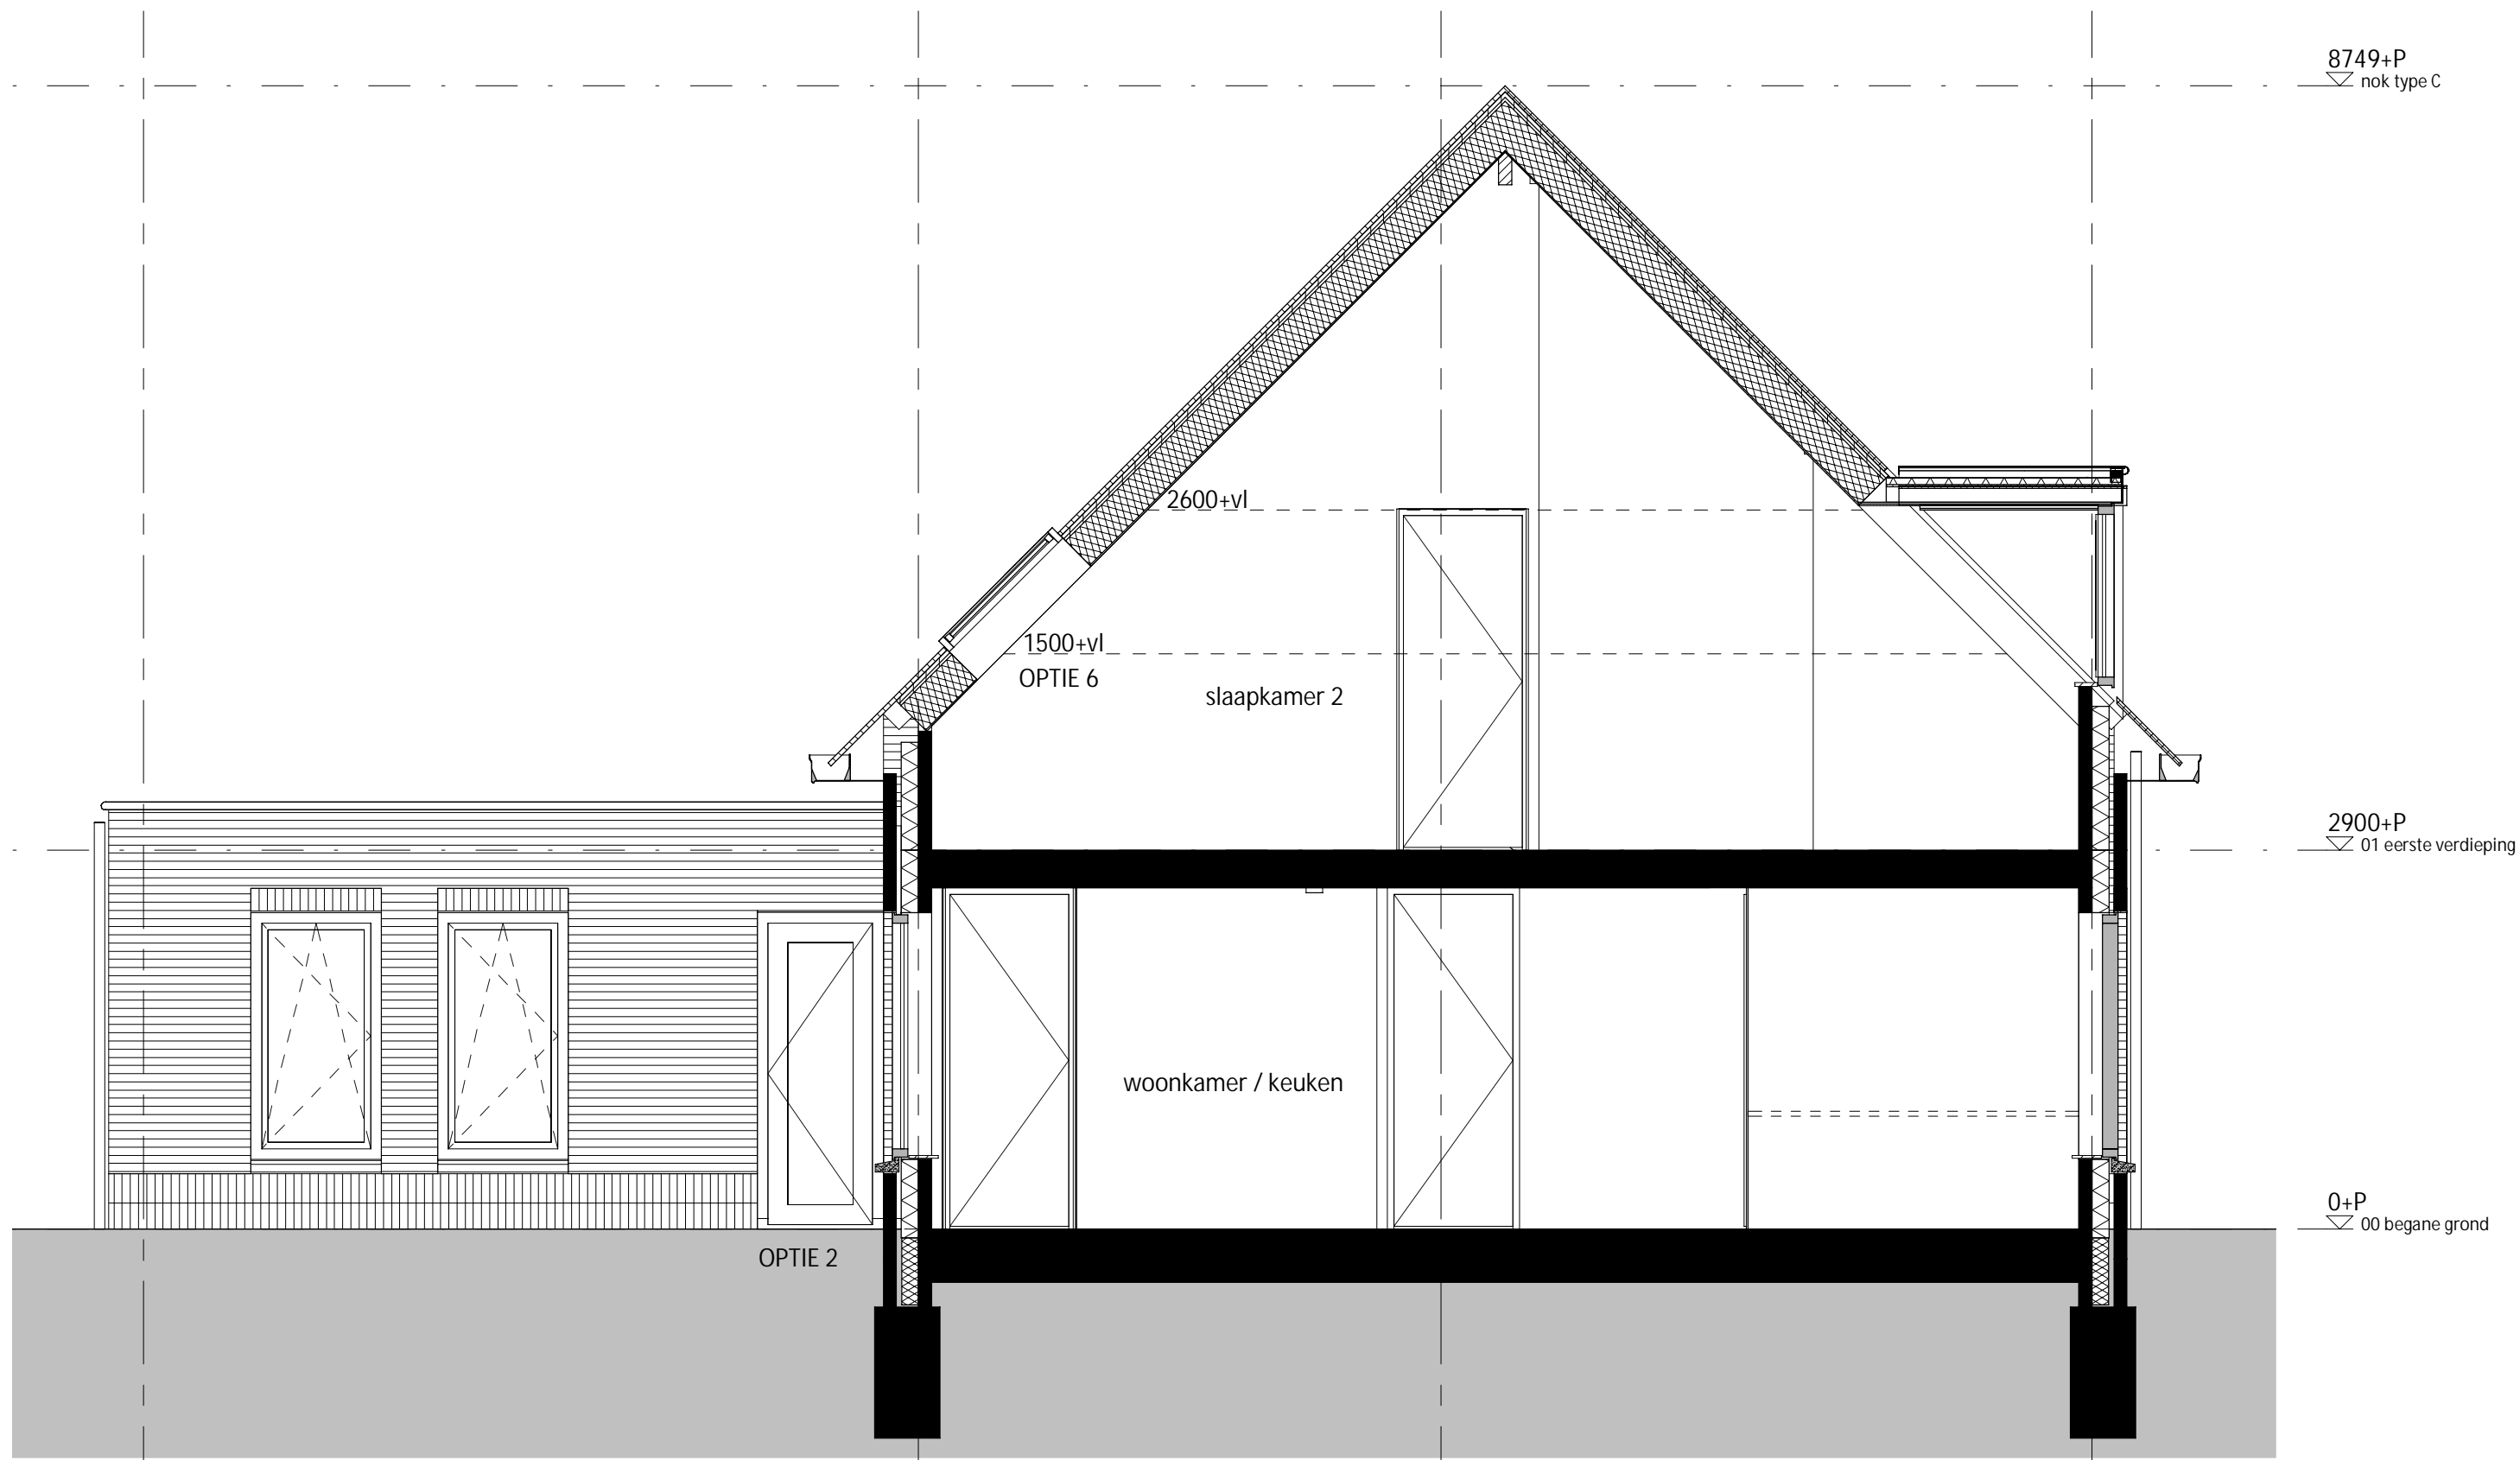 8749+P
nok type C
2600+vl
1500+vl
OPTIE 6
slaapkamer 2
2900+P
01 eerste verdieping
woonkamer / keuken
0+P
00 begane grond
OPTIE 2